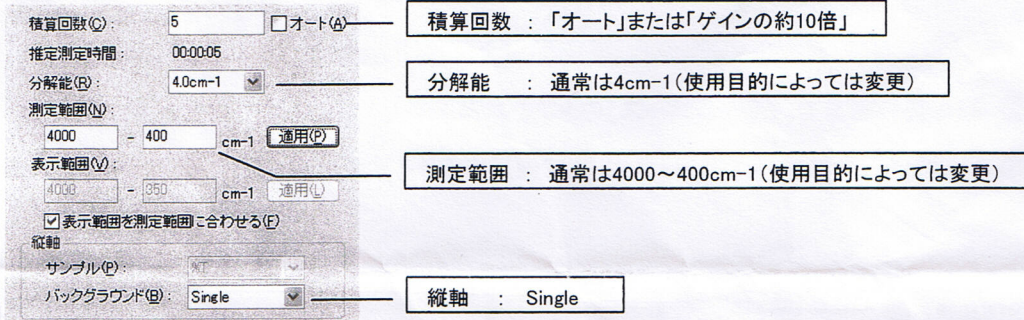 積算回数(C)： 5 オート(A)
積算回数 ： 「オート」または「ゲインの約10倍」
推定測定時間： 00:00:05
分解能(R)： 4.0cm-1
分解能 ： 通常は4cm-1(使用目的によっては変更)
測定範囲(N)：
4000 - 400 cm-1 適用(P)
測定範囲 ： 通常は4000～400cm-1(使用目的によっては変更)
表示範囲(V)：
4000 - 350 cm-1 適用(L)
表示範囲を測定範囲に合わせる(F)
縦軸
サンプル(P)： %T
バックグラウンド(B)： Single
縦軸 ： Single